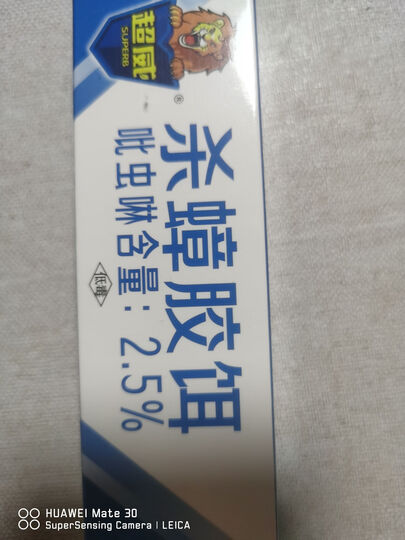 超威
SUPERB
®
杀蟑胶饵
吡虫啉含量：2.5%
低毒
HUAWEI Mate 30
SuperSensing Camera | LEICA